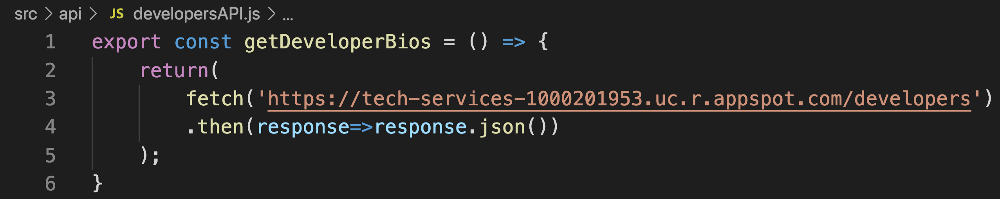 src > api > JS developersAPI.js > ...
1 export const getDeveloperBios = () => {
2     return(
3         fetch('https://tech-services-1000201953.uc.r.appspot.com/developers')
4         .then(response=>response.json())
5     );
6 }